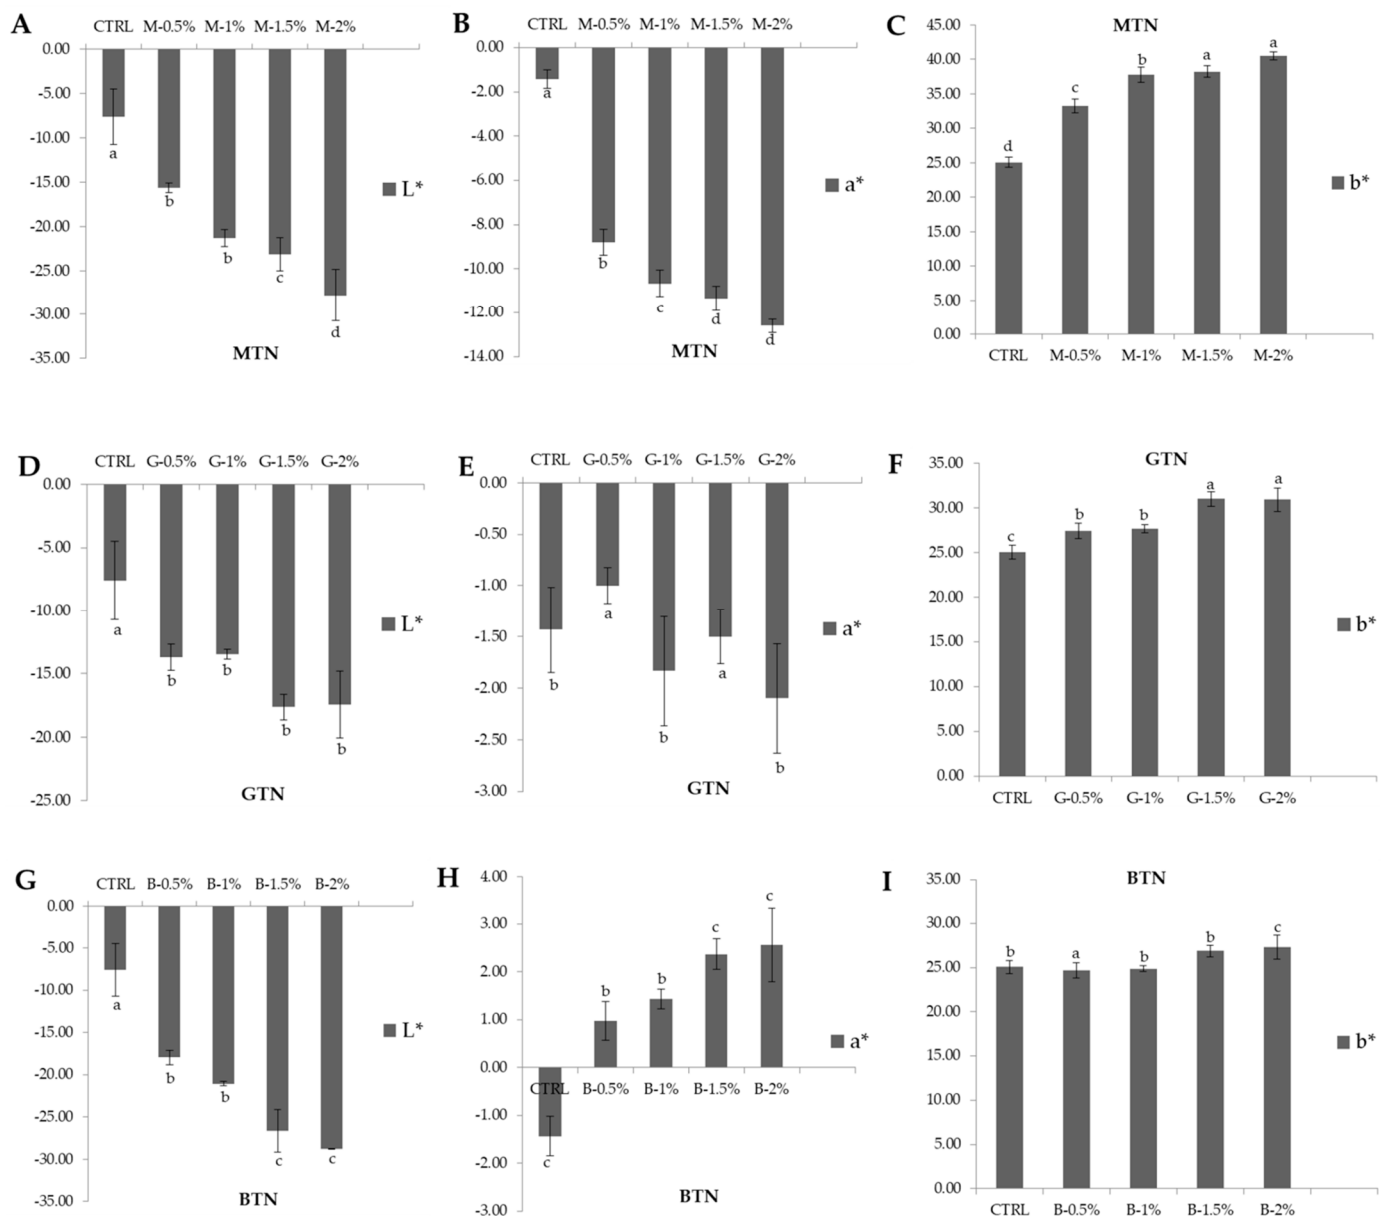 A
CTRL M-0.5% M-1% M-1.5% M-2%
0.00
-5.00
-10.00
-15.00
-20.00
-25.00
-30.00
-35.00
a
b
b
c
d
L*
MTN
B
CTRL M-0.5% M-1% M-1.5% M-2%
0.00
-2.00
-4.00
-6.00
-8.00
-10.00
-12.00
-14.00
a
b
c
d
d
a*
MTN
C
MTN
45.00
40.00
35.00
30.00
25.00
20.00
15.00
10.00
5.00
0.00
d
c
b
a
a
b*
CTRL M-0.5% M-1% M-1.5% M-2%
D
CTRL G-0.5% G-1% G-1.5% G-2%
0.00
-5.00
-10.00
-15.00
-20.00
-25.00
a
b
b
b
b
L*
GTN
E
CTRL G-0.5% G-1% G-1.5% G-2%
0.00
-0.50
-1.00
-1.50
-2.00
-2.50
-3.00
b
a
b
a
b
a*
GTN
F
GTN
35.00
30.00
25.00
20.00
15.00
10.00
5.00
0.00
c
b
b
a
a
b*
CTRL G-0.5% G-1% G-1.5% G-2%
G
CTRL B-0.5% B-1% B-1.5% B-2%
0.00
-5.00
-10.00
-15.00
-20.00
-25.00
-30.00
-35.00
a
b
b
c
c
L*
BTN
H
4.00
3.00
2.00
1.00
0.00
-1.00
-2.00
-3.00
c
b
b
c
c
CTRL B-0.5% B-1% B-1.5% B-2%
a*
BTN
I
BTN
35.00
30.00
25.00
20.00
15.00
10.00
5.00
0.00
b
a
b
b
c
b*
CTRL B-0.5% B-1% B-1.5% B-2%